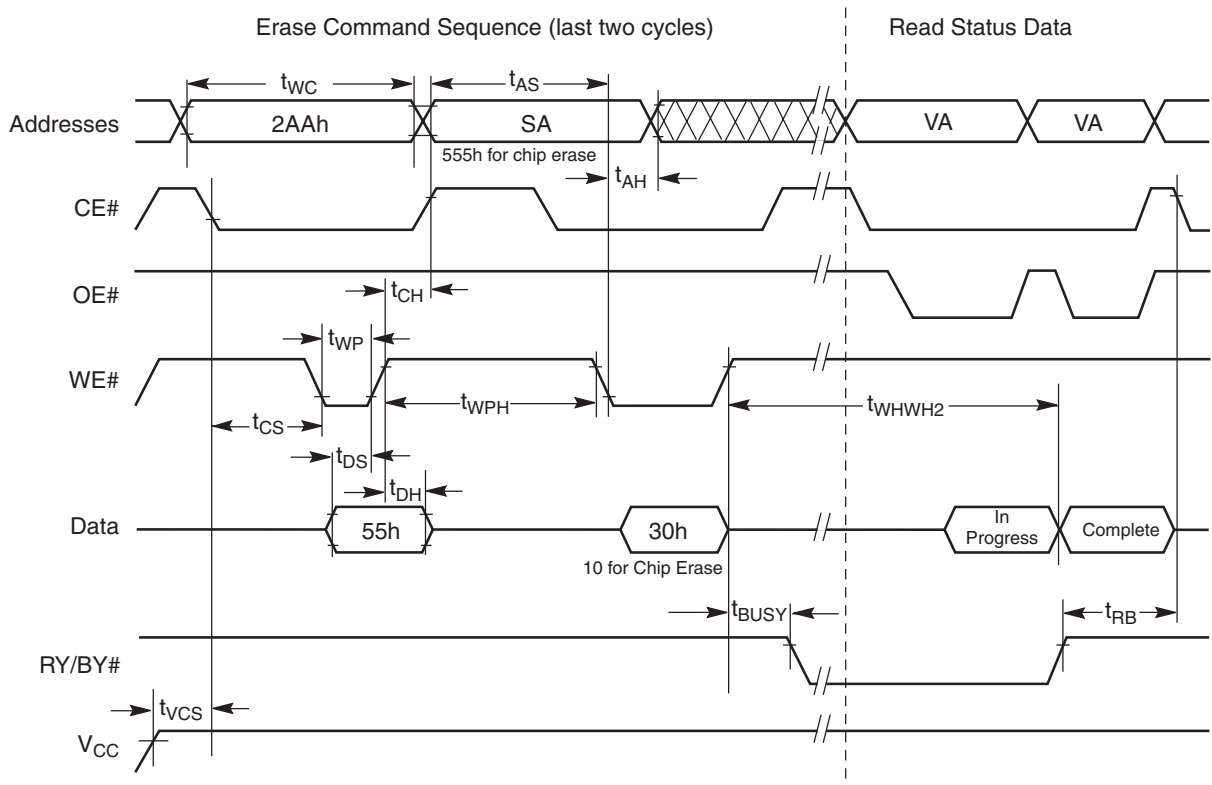 Erase Command Sequence (last two cycles)
Read Status Data
tWC
tAS
Addresses
2AAh
SA
VA
VA
555h for chip erase
tAH
CE#
OE#
tCH
tWP
WE#
tWPH
tWHWH2
tCS
tDS
tDH
Data
55h
30h
In
Progress
Complete
10 for Chip Erase
tBUSY
tRB
RY/BY#
tVCS
VCC